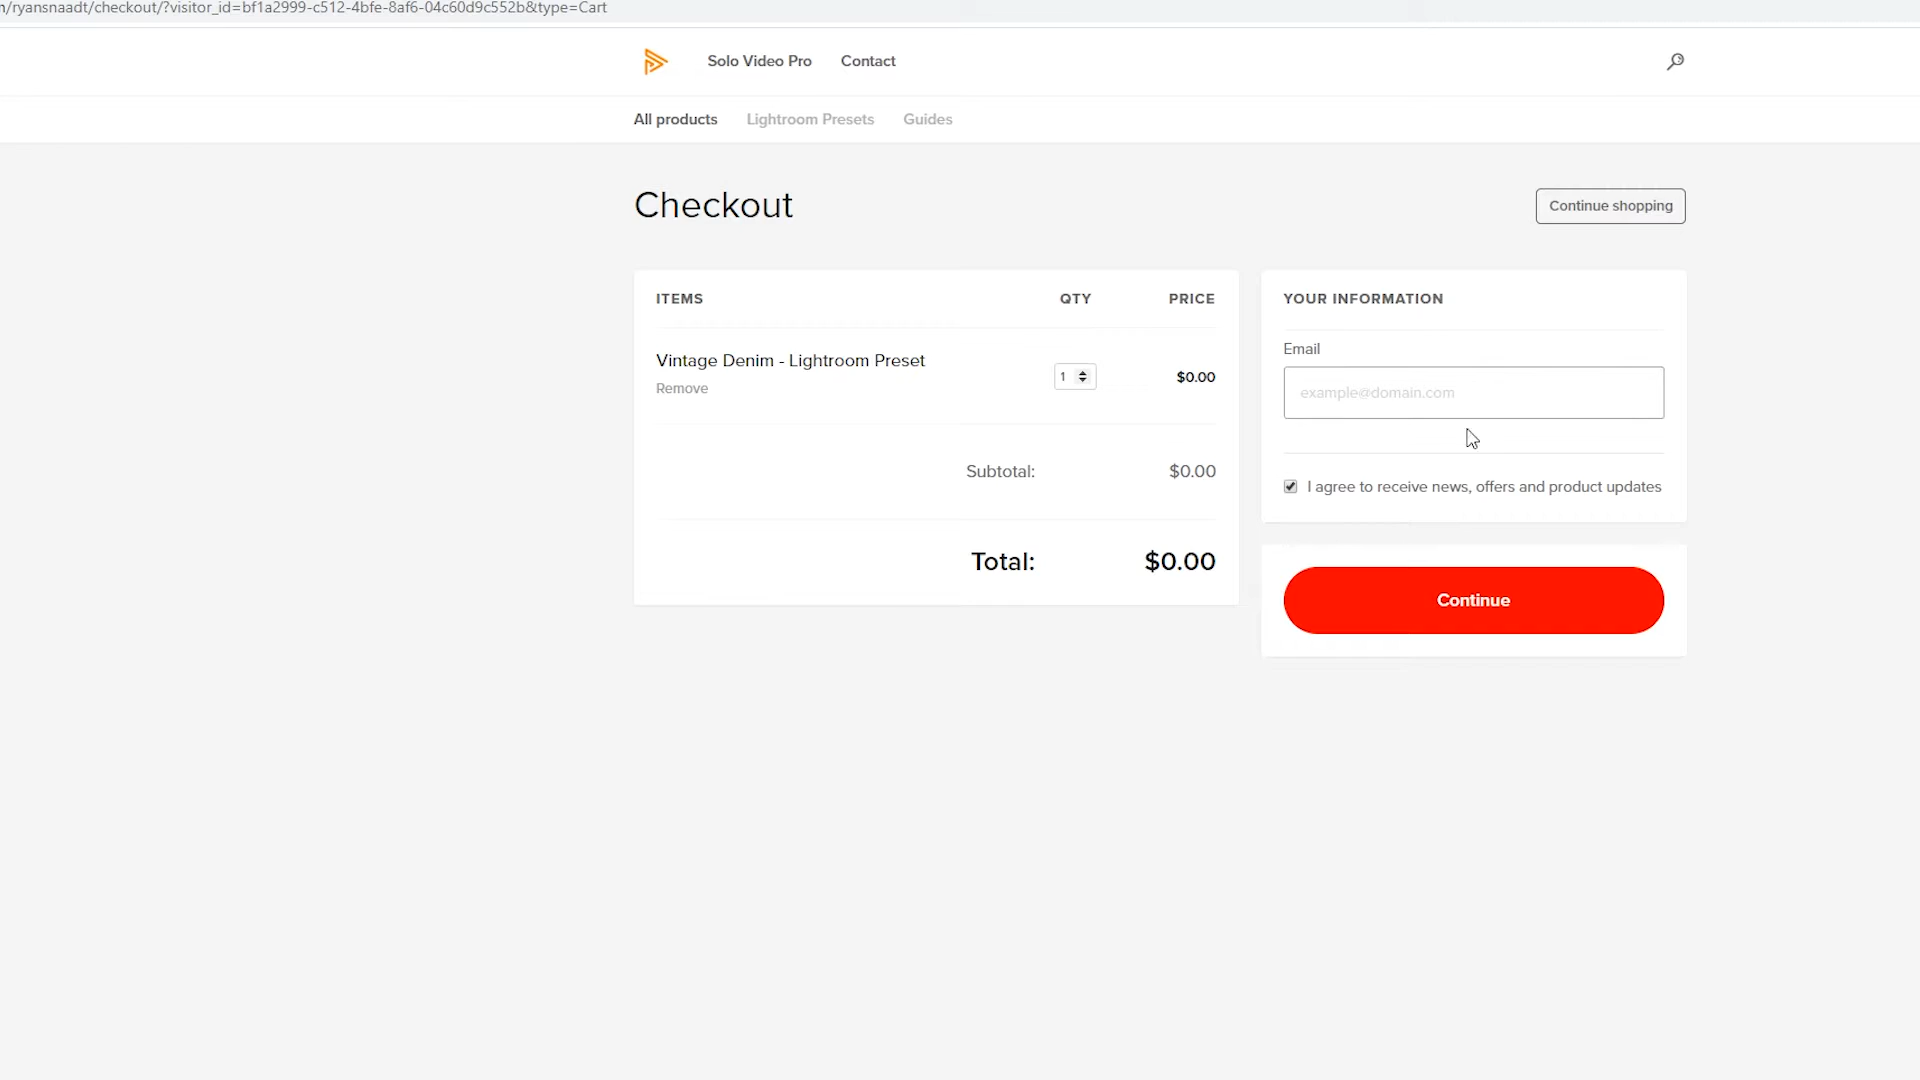 /ryansnaadt/checkout/?visitor_id=bf1a2999-c512-4bfe-8af6-04c60d9c552b&type=Cart
Solo Video Pro Contact
All products Lightroom Presets Guides
Checkout
Continue shopping
ITEMS QTY PRICE
Vintage Denim - Lightroom Preset
1
$0.00
Remove
Subtotal: $0.00
Total: $0.00
YOUR INFORMATION
Email
example@domain.com
I agree to receive news, offers and product updates
Continue